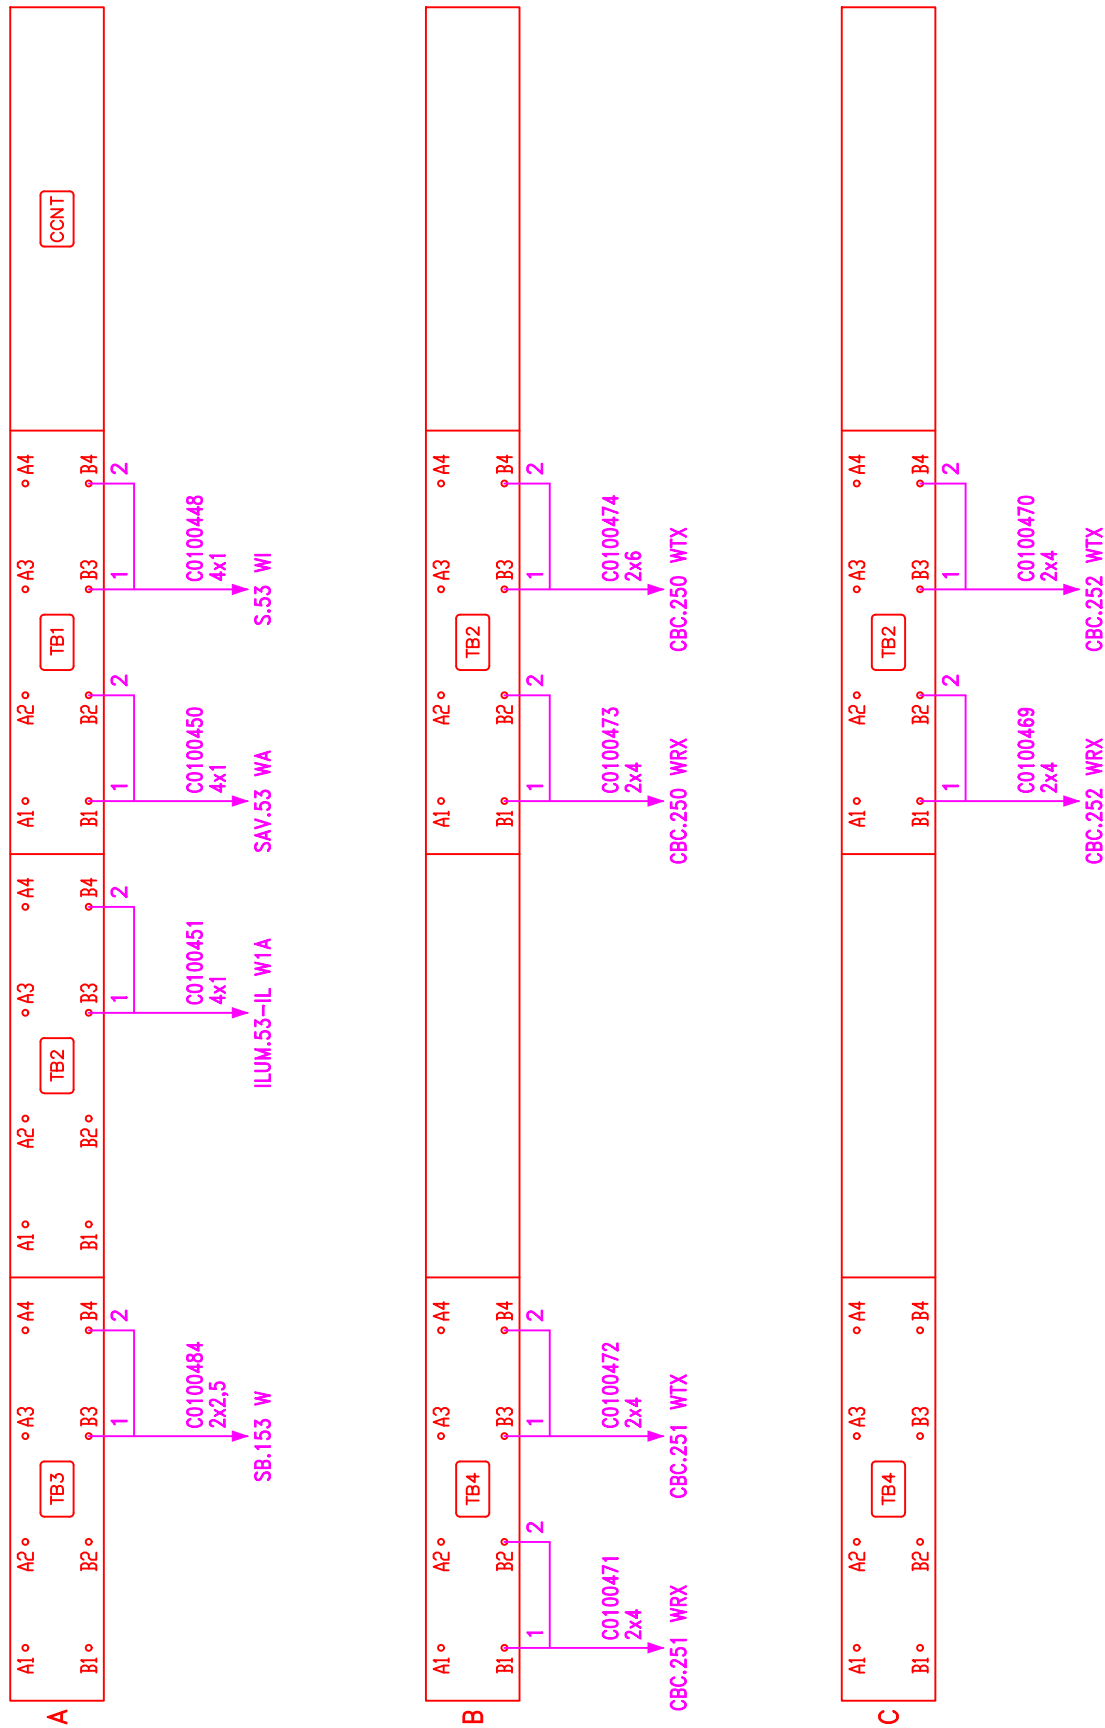 A1 A2 A3 A4 A1 A2 A3 A4 A1 A2 A3 A4
A TB3 TB2 TB1 CCNT
B1 B2 B3 B4 B1 B2 B3 B4 B1 B2 B3 B4
1 2 1 2 1 2 1 2
C0100484 C0100451 C0100450 C0100448
2x2,5 4x1 4x1 4x1
SB.153 W ILUM.53-IL W1A SAV.53 WA S.53 WI
A1 A2 A3 A4 A1 A2 A3 A4
B TB4 TB2
B1 B2 B3 B4 B1 B2 B3 B4
1 2 1 2 1 2 1 2
C0100471 C0100472 C0100473 C0100474
2x4 2x4 2x4 2x6
CBC.251 WRX CBC.251 WTX CBC.250 WRX CBC.250 WTX
A1 A2 A3 A4 A1 A2 A3 A4
C TB4 TB2
B1 B2 B3 B4 B1 B2 B3 B4
1 2 1 2
C0100469 C0100470
2x4 2x4
CBC.252 WRX CBC.252 WTX